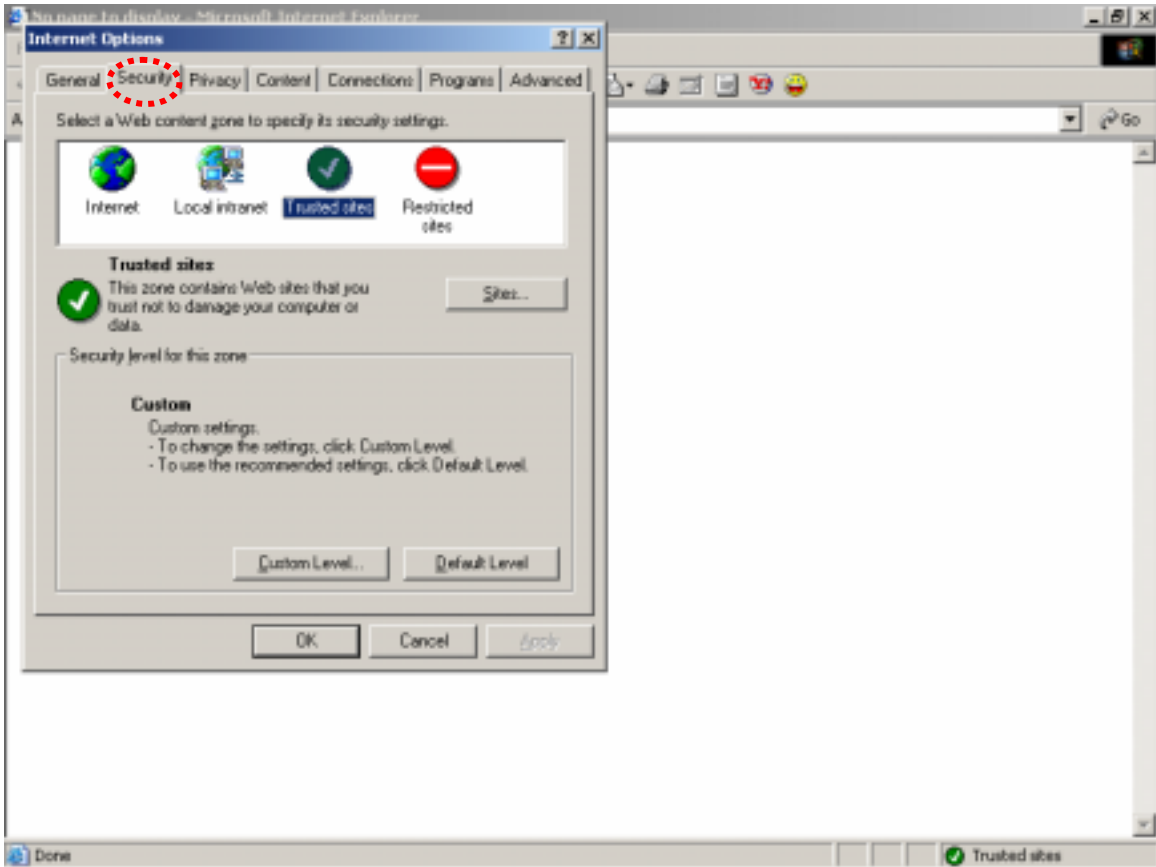 No page to display - Microsoft Internet Explorer
Internet Options
General Security Privacy Content Connections Programs Advanced
Go
Select a Web content zone to specify its security settings.
Internet Local intranet Trusted sites Restricted sites
Trusted sites
This zone contains Web sites that you
trust not to damage your computer or
data.
Sites...
Security level for this zone
Custom
Custom settings.
- To change the settings, click Custom Level.
- To use the recommended settings, click Default Level.
Custom Level... Default Level
OK Cancel Apply
Done Trusted sites